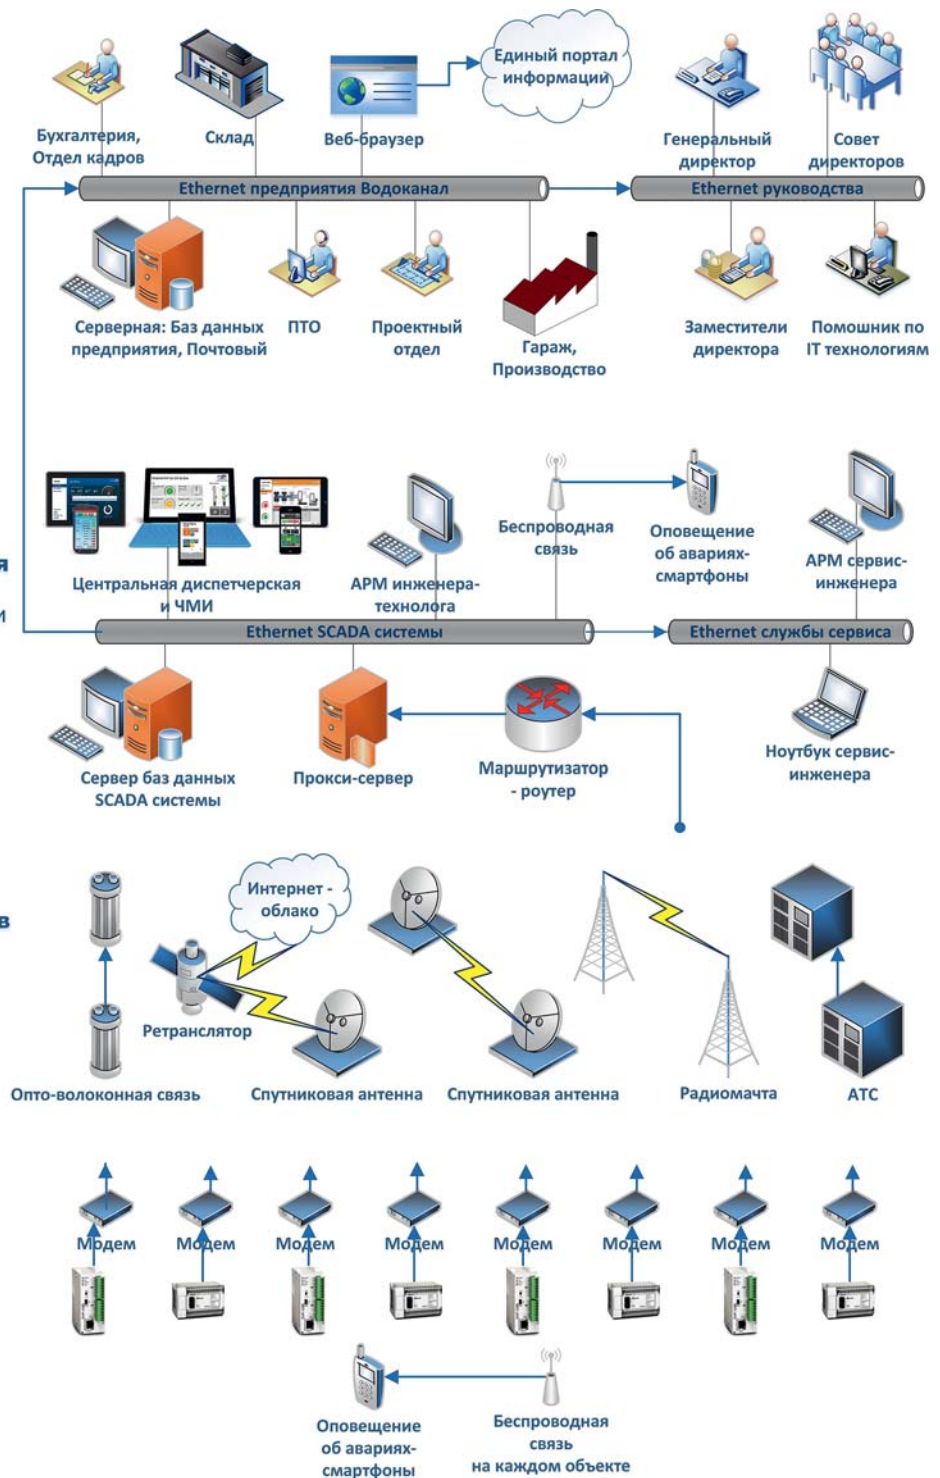 Единый портал
информации
Бухгалтерия,
Отдел кадров
Склад
Веб-браузер
Генеральный
директор
Совет
директоров
Ethernet предприятия Водоканал
Ethernet руководства
Серверная: Баз данных
предприятия, Почтовый
ПТО
Проектный
отдел
Гараж,
Производство
Заместители
директора
Помошник по
IT технологиям
я
и
Центральная диспетчерская
и ЧМИ
АРМ инженера-
технолога
Беспроводная
связь
Оповещение
об авариях-
смартфоны
АРМ сервис-
инженера
Ethernet SCADA системы
Ethernet службы сервиса
Сервер баз данных
SCADA системы
Прокси-сервер
Маршрутизатор
- роутер
Ноутбук сервис-
инженера
в
Интернет -
облако
Ретранслятор
Опто-волоконная связь
Спутниковая антенна
Спутниковая антенна
Радиомачта
АТС
Модем
Модем
Модем
Модем
Модем
Модем
Модем
Модем
Оповещение
об авариях-
смартфоны
Беспроводная
связь
на каждом объекте